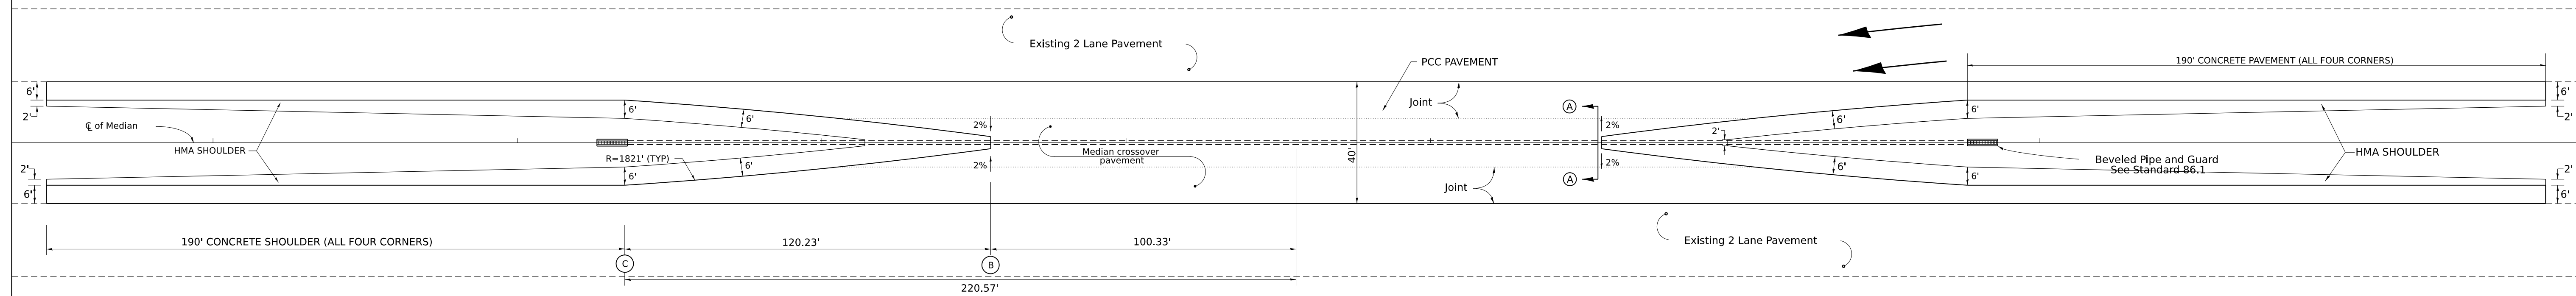 Existing 2 Lane Pavement
PCC PAVEMENT
190' CONCRETE PAVEMENT (ALL FOUR CORNERS)
6'
2'
℄ of Median
HMA SHOULDER
2'
6'
6'
6'
R=1821' (TYP)
6'
6'
2%
2%
Median crossover
pavement
40'
Joint
Joint
A
A
2%
2%
2'
6'
6'
6'
6'
Beveled Pipe and Guard
See Standard 86.1
HMA SHOULDER
6'
2'
2'
6'
190' CONCRETE SHOULDER (ALL FOUR CORNERS)
120.23'
100.33'
C
B
220.57'
Existing 2 Lane Pavement